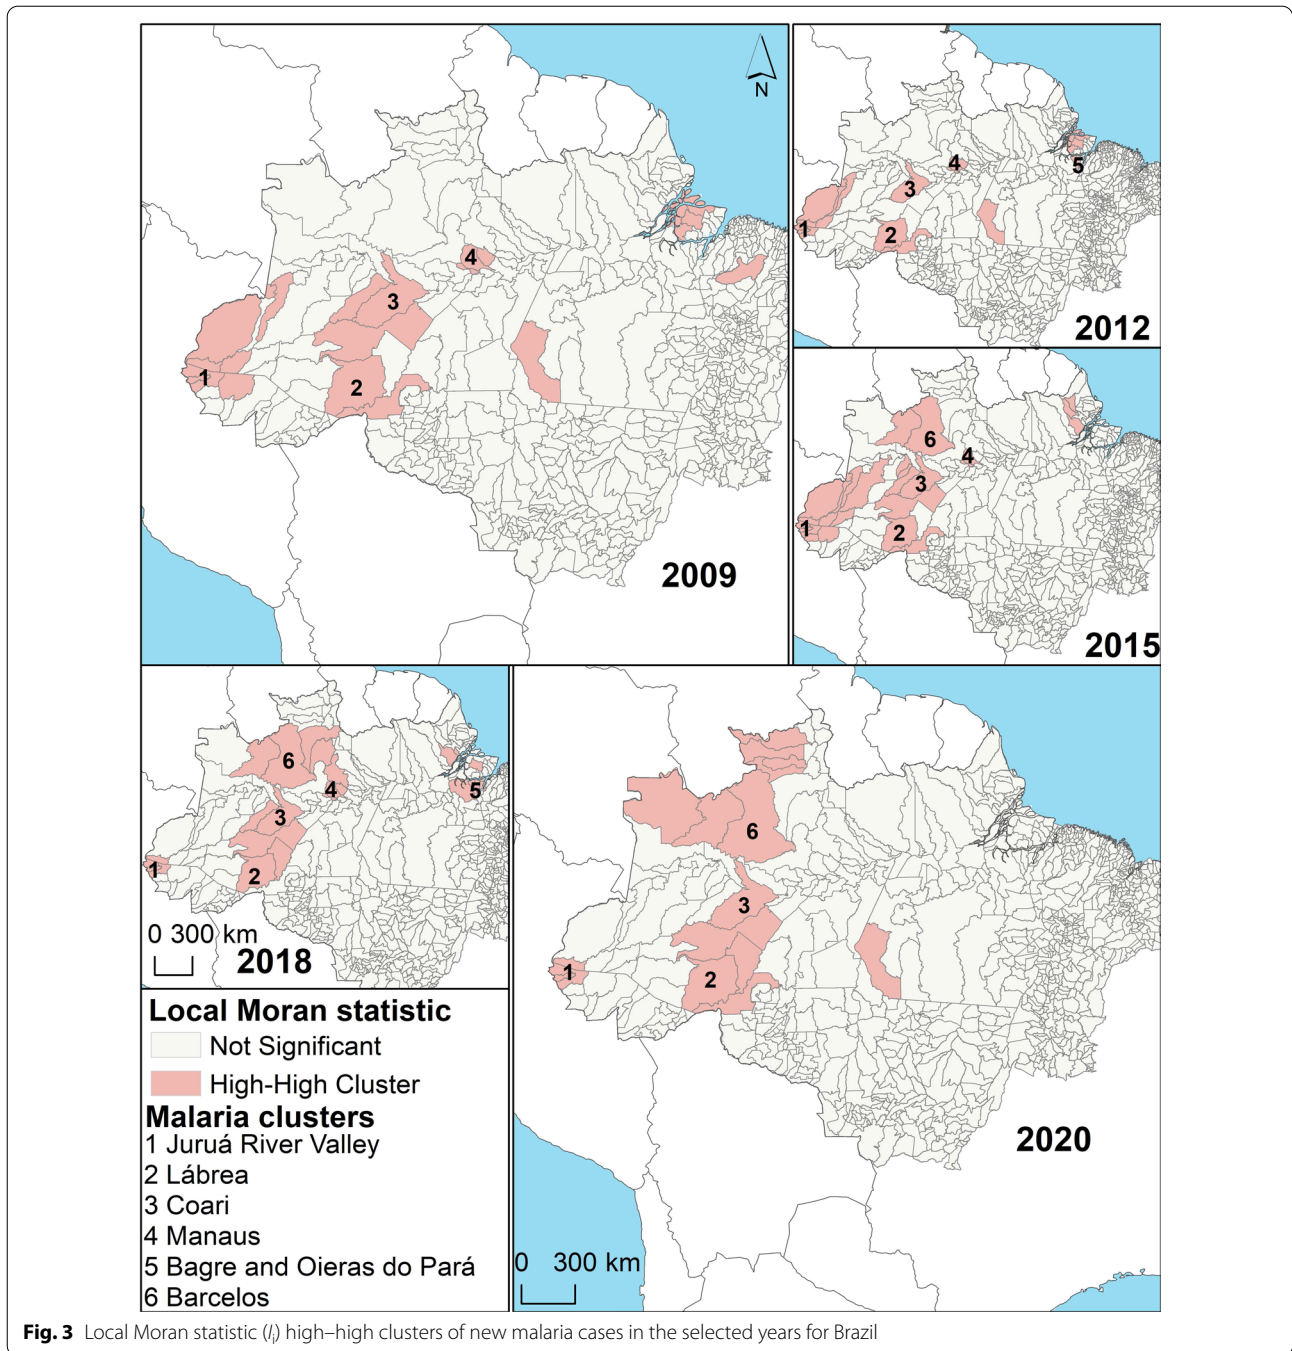 N
4
3
1
2
2009
4
5
3
1
2
2012
6
4
3
1
2
2015
6
4
5
3
1
2
0 300 km
2018
6
3
1
2
2020
0 300 km
Local Moran statistic
Not Significant
High-High Cluster
Malaria clusters
1 Juruá River Valley
2 Lábrea
3 Coari
4 Manaus
5 Bagre and Oieras do Pará
6 Barcelos
Fig. 3 Local Moran statistic (Ii) high–high clusters of new malaria cases in the selected years for Brazil